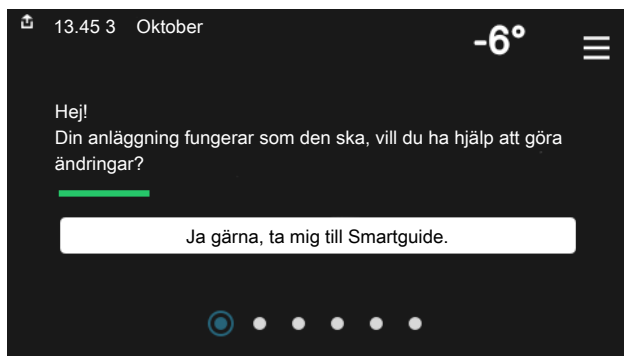 13.45 3 Oktober
-6°
Hej!
Din anläggning fungerar som den ska, vill du ha hjälp att göra
ändringar?
Ja gärna, ta mig till Smartguide.